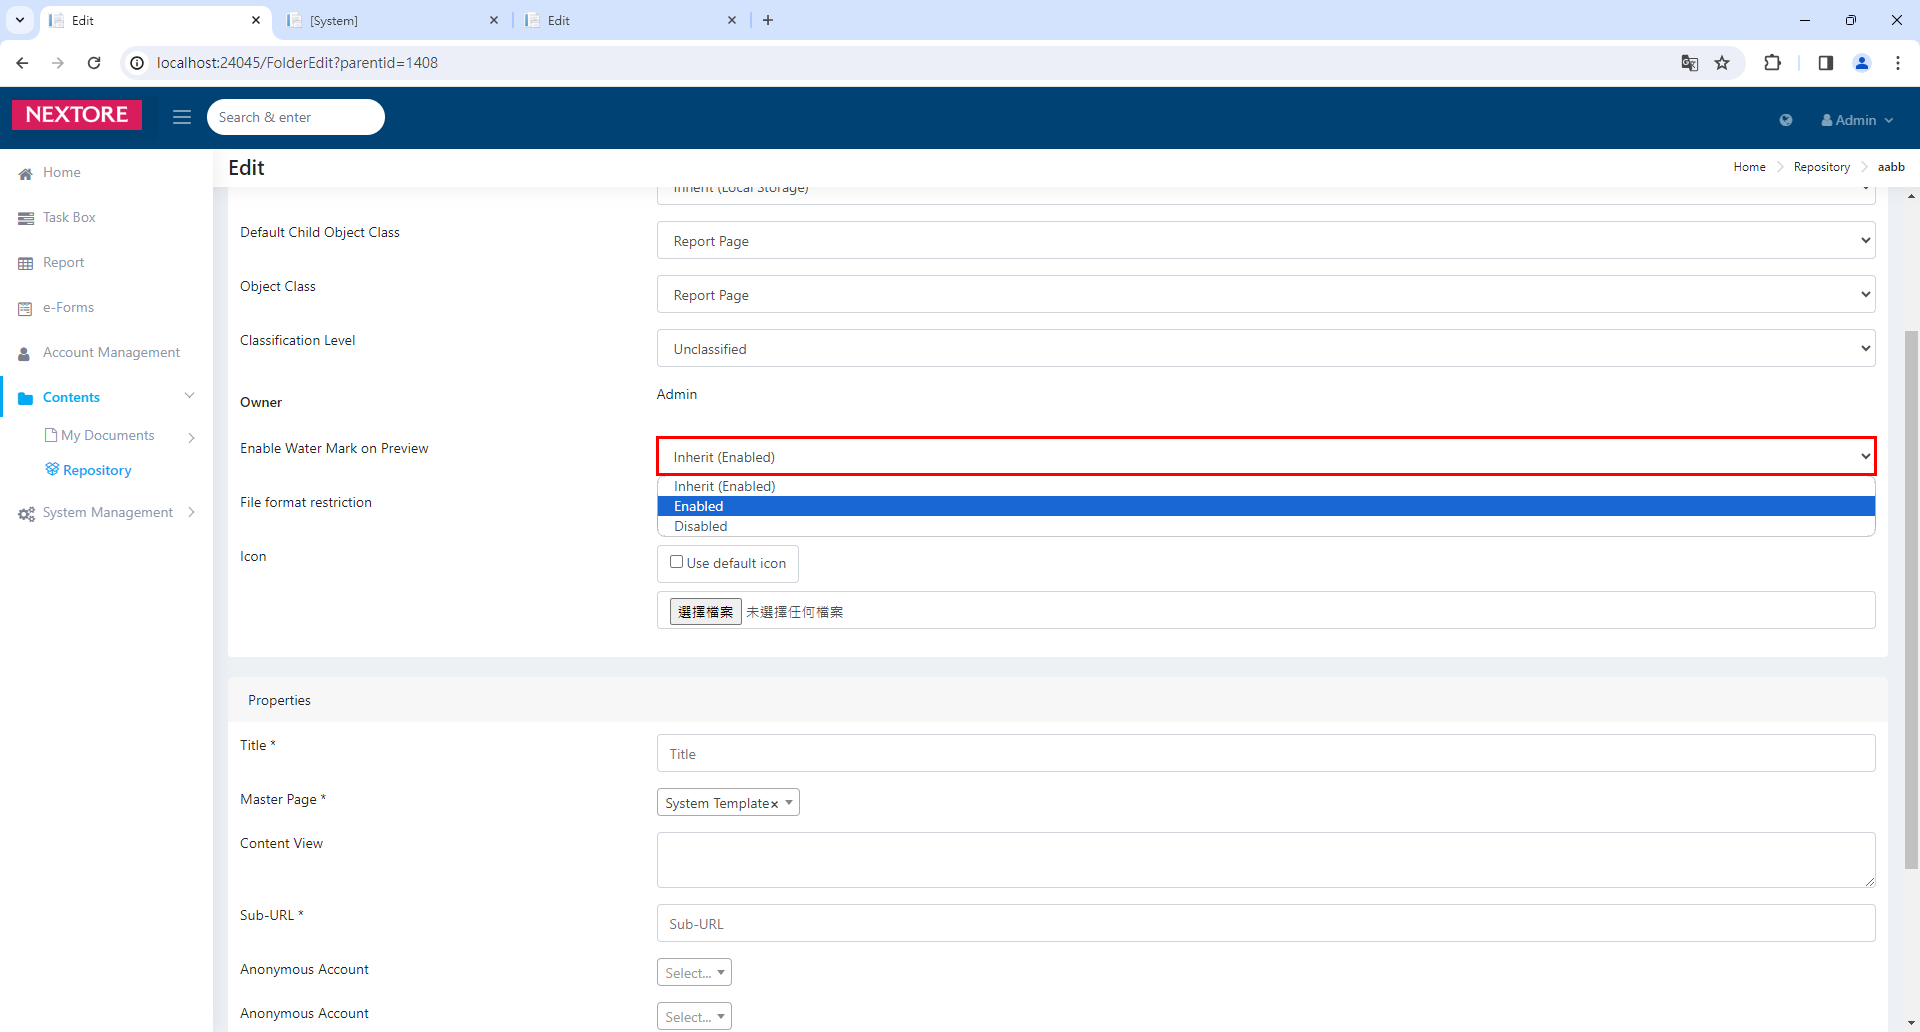 Edit
[System]
Edit
localhost:24045/FolderEdit?parentid=1408
NEXTORE
Search & enter
Admin
Edit
Home
Repository
aabb
Home
Task Box
Report
e-Forms
Account Management
Contents
My Documents
Repository
System Management
Inherit (Local Storage)
Default Child Object Class
Report Page
Object Class
Report Page
Classification Level
Unclassified
Owner
Admin
Enable Water Mark on Preview
Inherit (Enabled)
Inherit (Enabled)
Enabled
Disabled
File format restriction
Icon
Use default icon
選擇檔案 未選擇任何檔案
Properties
Title *
Title
Master Page *
System Template×
Content View
Sub-URL *
Sub-URL
Anonymous Account
Select...
Anonymous Account
Select...